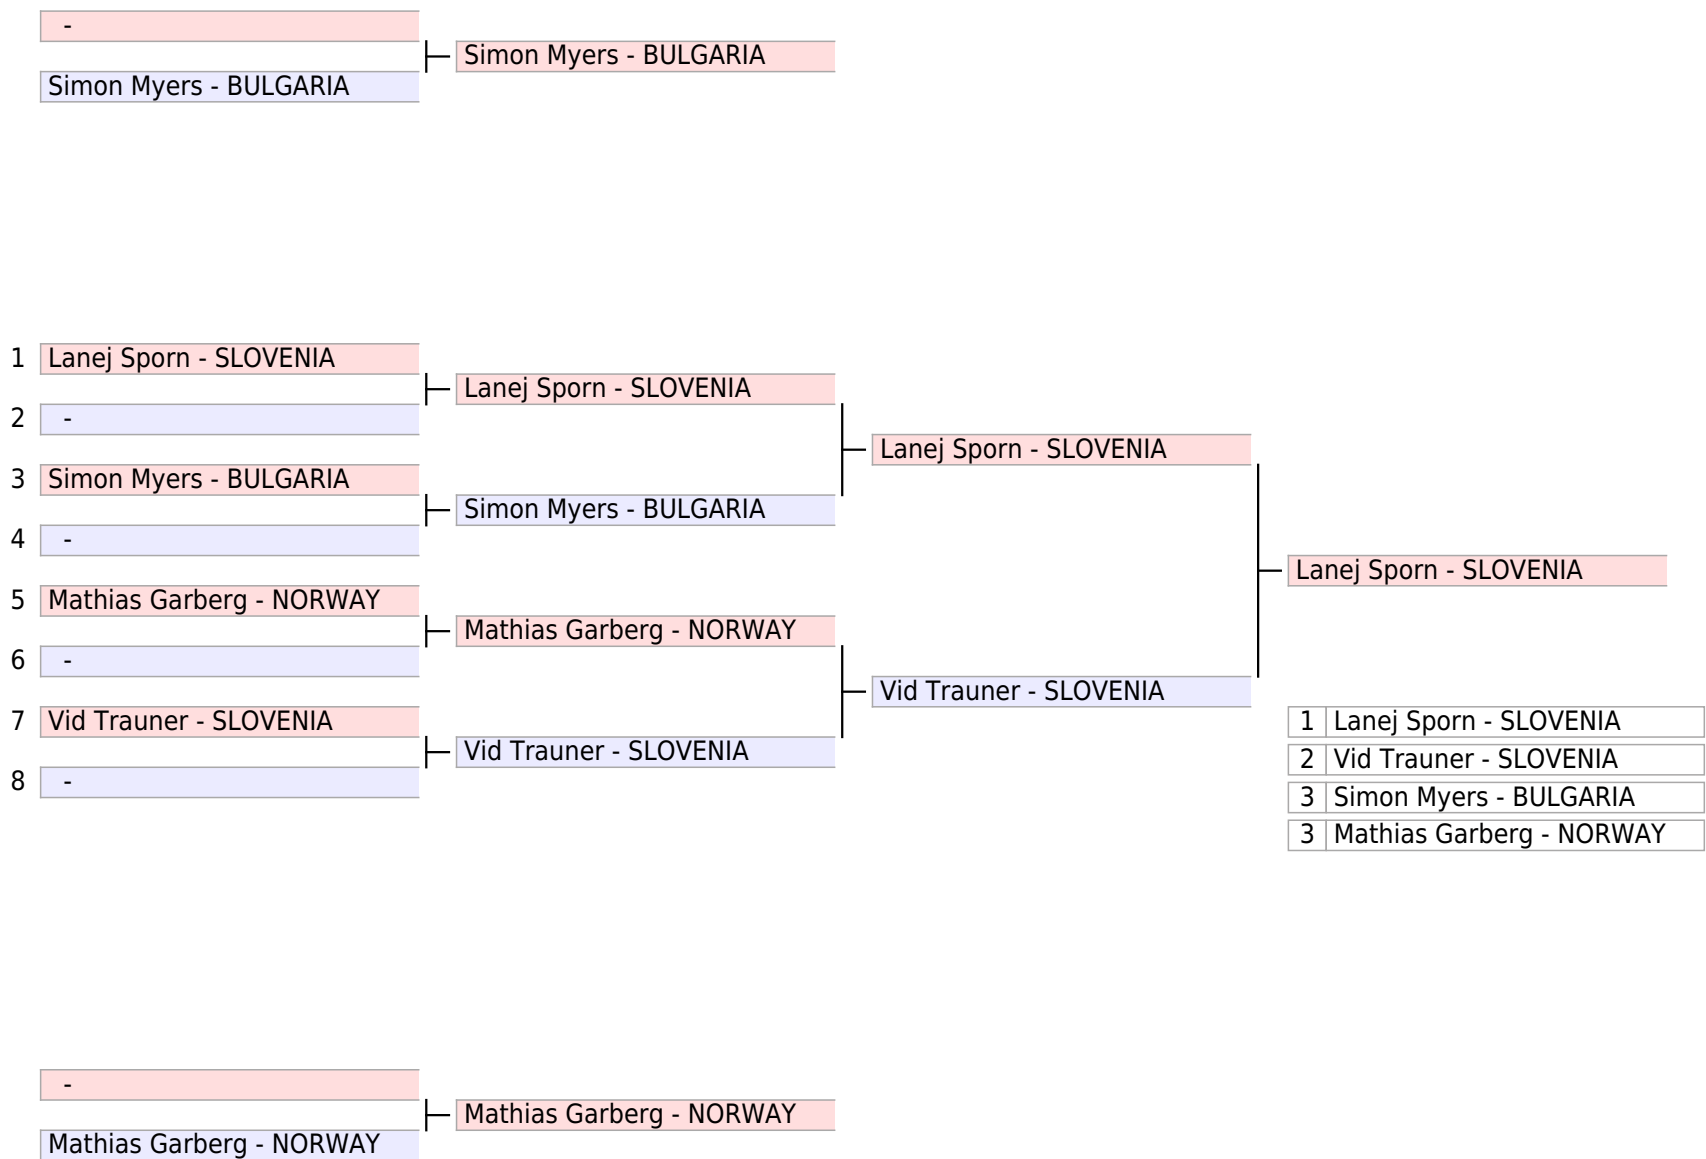 -
Simon Myers - BULGARIA
Simon Myers - BULGARIA
1 Lanej Sporn - SLOVENIA
Lanej Sporn - SLOVENIA
2 -
Lanej Sporn - SLOVENIA
3 Simon Myers - BULGARIA
Simon Myers - BULGARIA
4 -
Lanej Sporn - SLOVENIA
5 Mathias Garberg - NORWAY
Mathias Garberg - NORWAY
6 -
Vid Trauner - SLOVENIA
7 Vid Trauner - SLOVENIA
1 Lanej Sporn - SLOVENIA
Vid Trauner - SLOVENIA
2 Vid Trauner - SLOVENIA
8 -
3 Simon Myers - BULGARIA
3 Mathias Garberg - NORWAY
-
Mathias Garberg - NORWAY
Mathias Garberg - NORWAY